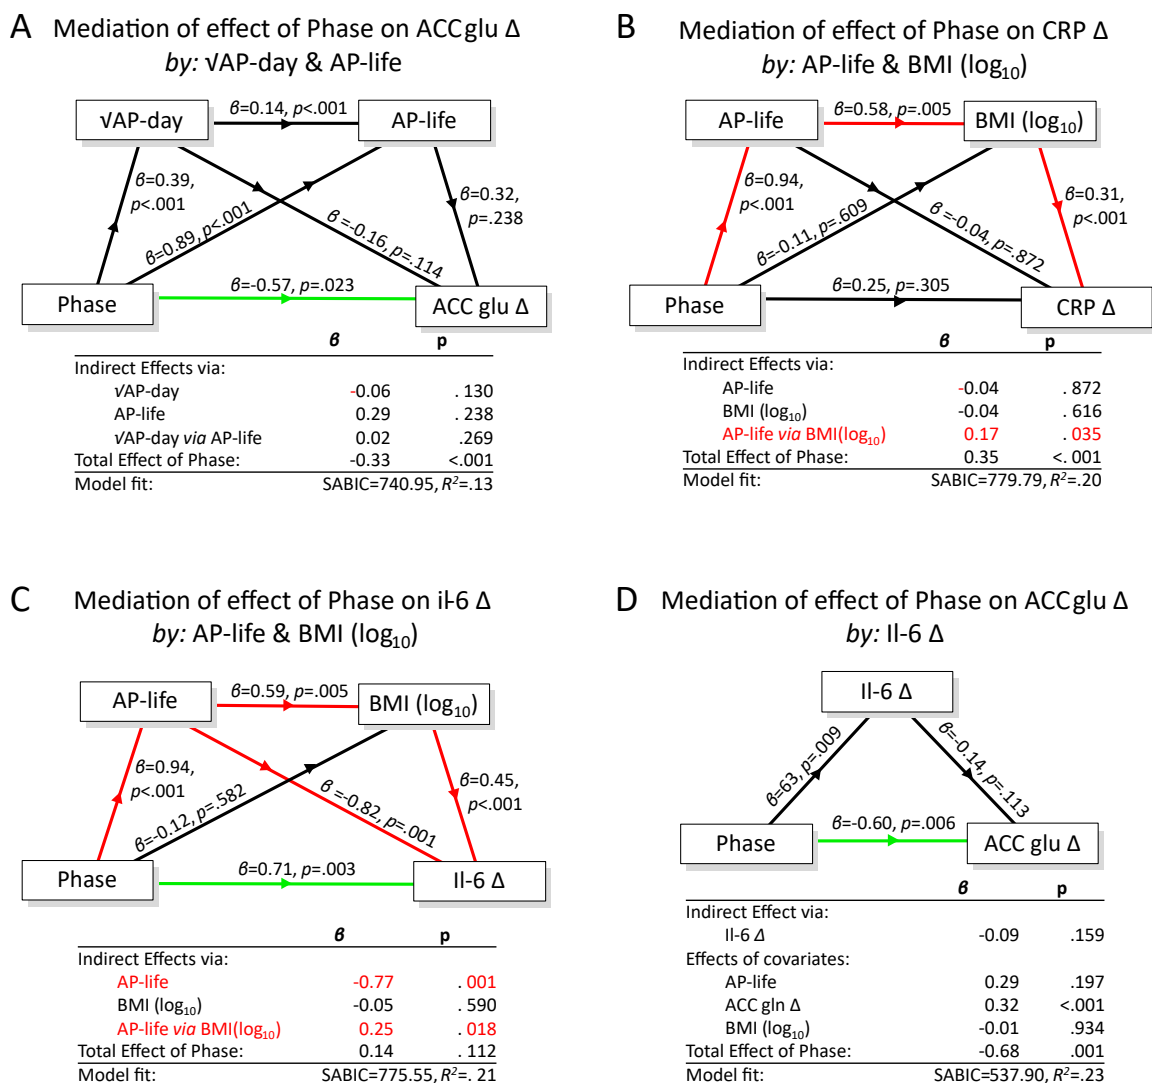 A Mediation of effect of Phase on ACC glu Δ
by: √AP-day & AP-life
√AP-day
β=0.14, p<.001
AP-life
β=0.39,
p<.001
β=0.89, p<.001
β =-0.16, p=.114
β=0.32,
p=.238
Phase
β=-0.57, p=.023
ACC glu Δ
β p
Indirect Effects via:
√AP-day -0.06 . 130
AP-life 0.29 . 238
√AP-day via AP-life 0.02 .269
Total Effect of Phase: -0.33 <.001
Model fit: SABIC=740.95, R²=.13
B Mediation of effect of Phase on CRP Δ
by: AP-life & BMI (log₁₀)
AP-life
β=0.58, p=.005
BMI (log₁₀)
β=0.94,
p<.001
β=-0.11, p=.609
β =-0.04, p=.872
β=0.31,
p<.001
Phase
β=0.25, p=.305
CRP Δ
β p
Indirect Effects via:
AP-life -0.04 . 872
BMI (log₁₀) -0.04 . 616
AP-life via BMI(log₁₀) 0.17 . 035
Total Effect of Phase: 0.35 <. 001
Model fit: SABIC=779.79, R²=.20
C Mediation of effect of Phase on il-6 Δ
by: AP-life & BMI (log₁₀)
AP-life
β=0.59, p=.005
BMI (log₁₀)
β=0.94,
p<.001
β=-0.12, p=.582
β =-0.82, p=.001
β=0.45,
p<.001
Phase
β=0.71, p=.003
Il-6 Δ
β p
Indirect Effects via:
AP-life -0.77 . 001
BMI (log₁₀) -0.05 . 590
AP-life via BMI(log₁₀) 0.25 . 018
Total Effect of Phase: 0.14 . 112
Model fit: SABIC=775.55, R²=. 21
D Mediation of effect of Phase on ACC glu Δ
by: Il-6 Δ
Il-6 Δ
β=63, p=.009
β=-0.14, p=.113
Phase
β=-0.60, p=.006
ACC glu Δ
β p
Indirect Effect via:
Il-6 Δ -0.09 .159
Effects of covariates:
AP-life 0.29 .197
ACC gln Δ 0.32 <.001
BMI (log₁₀) -0.01 .934
Total Effect of Phase: -0.68 .001
Model fit: SABIC=537.90, R²=.23